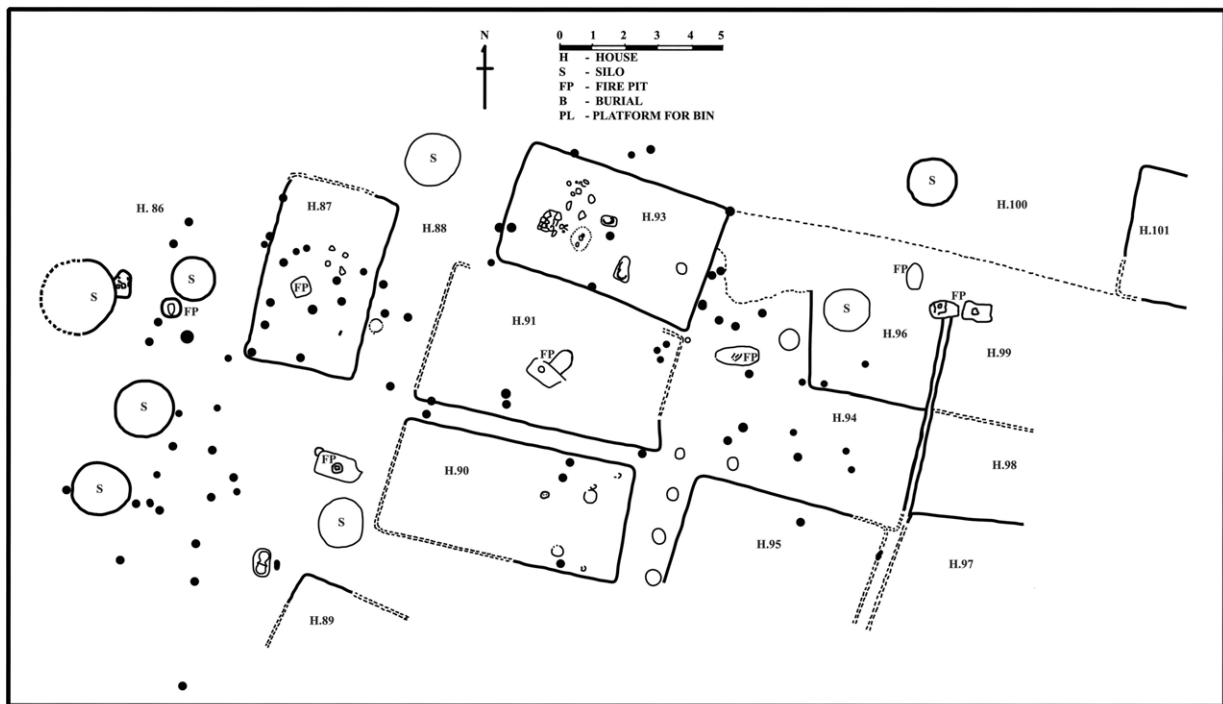 N
0 1 2 3 4 5
H - HOUSE
S - SILO
FP - FIRE PIT
B - BURIAL
PL - PLATFORM FOR BIN
S
S
H. 86
H.87
H.88
H.93
H.100
H.101
S
S
FP
FP
FP
S
H.91
H.96
FP
H.99
FP
FP
S
H.94
FP
H.90
H.98
S
S
H.95
H.97
H.89